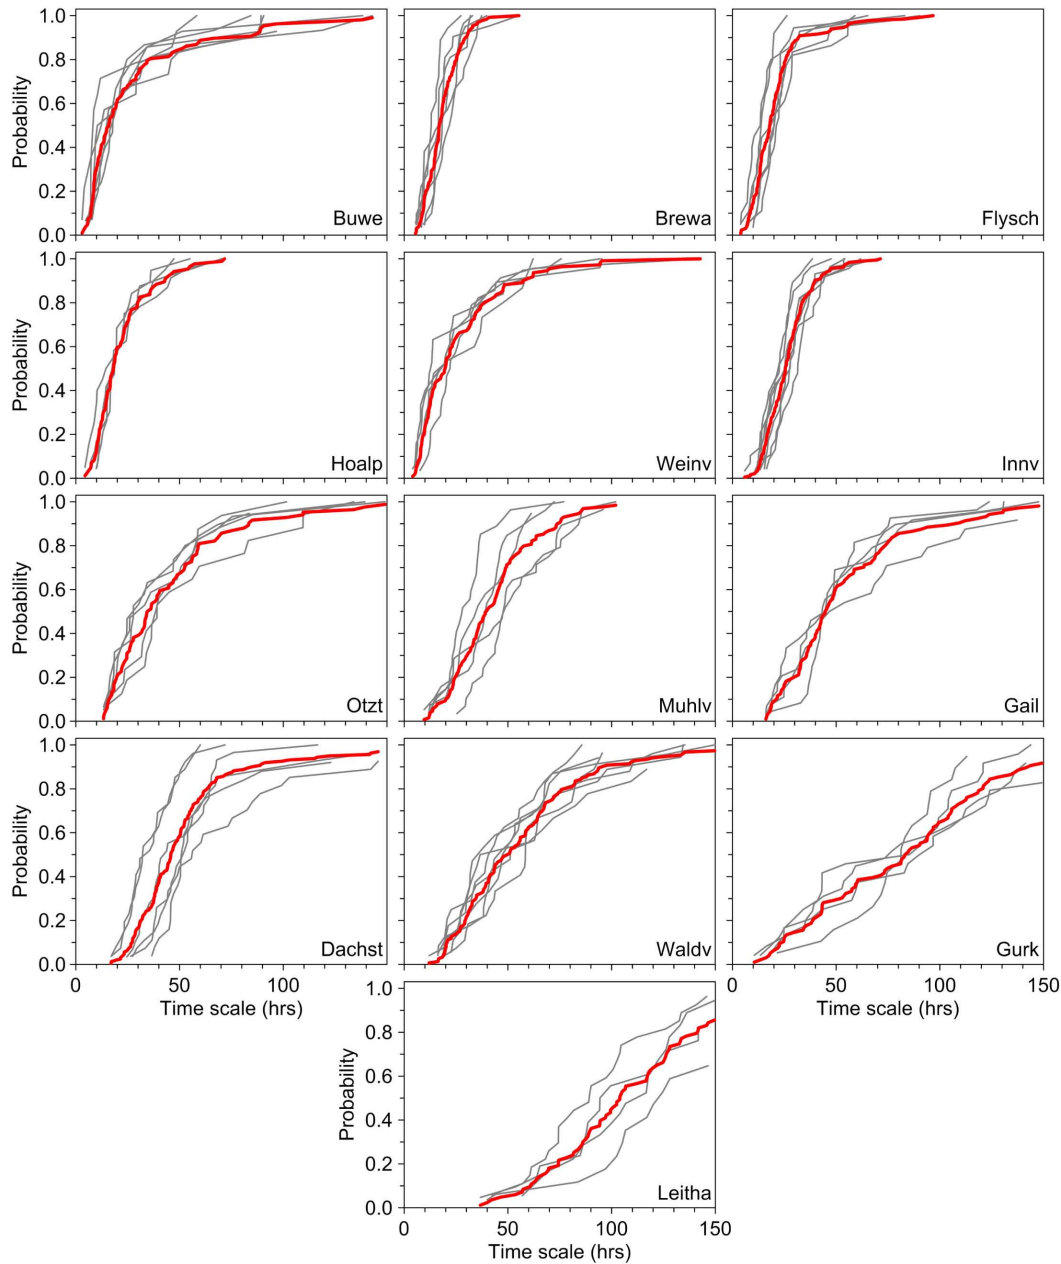 1.0
0.8
0.6
0.4
0.2
0.0
Probability
Buwe
Brewa
Flysch
1.0
0.8
0.6
0.4
0.2
0.0
Probability
Hoalp
Weinv
Innv
1.0
0.8
0.6
0.4
0.2
0.0
Probability
Otzt
Muhlv
Gail
1.0
0.8
0.6
0.4
0.2
0.0
Probability
Dachst
Waldv
Gurk
0 50 100
Time scale (hrs)
0 50 100 150
Time scale (hrs)
1.0
0.8
0.6
0.4
0.2
0.0
Probability
Leitha
0 50 100 150
Time scale (hrs)